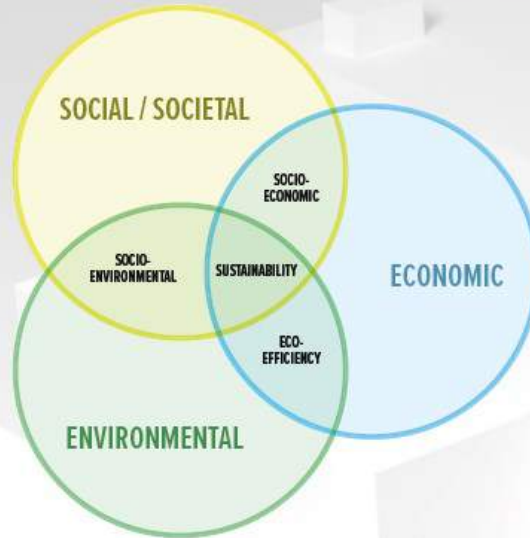 SOCIAL / SOCIETAL
SOCIO-
ECONOMIC
SOCIO-
ENVIRONMENTAL
SUSTAINABILITY
ECONOMIC
ECO-
EFFICIENCY
ENVIRONMENTAL